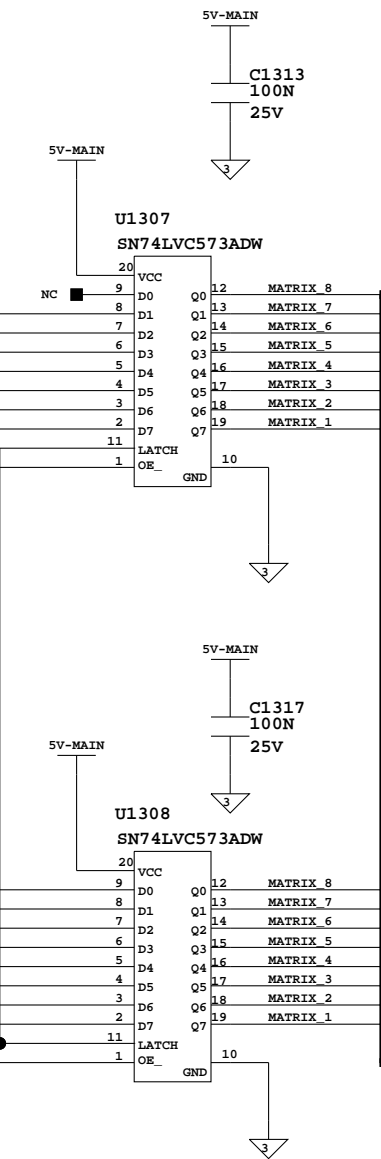 5V-MAIN
C1313
100N
25V
3
5V-MAIN
U1307
SN74LVC573ADW
20 VCC
NC 9 D0 Q0 12 MATRIX_8
8 D1 Q1 13 MATRIX_7
7 D2 Q2 14 MATRIX_6
6 D3 Q3 15 MATRIX_5
5 D4 Q4 16 MATRIX_4
4 D5 Q5 17 MATRIX_3
3 D6 Q6 18 MATRIX_2
2 D7 Q7 19 MATRIX_1
11 LATCH
1 OE_ 10
GND
3
5V-MAIN
C1317
100N
25V
5V-MAIN
3
U1308
SN74LVC573ADW
20 VCC
9 D0 Q0 12 MATRIX_8
8 D1 Q1 13 MATRIX_7
7 D2 Q2 14 MATRIX_6
6 D3 Q3 15 MATRIX_5
5 D4 Q4 16 MATRIX_4
4 D5 Q5 17 MATRIX_3
3 D6 Q6 18 MATRIX_2
2 D7 Q7 19 MATRIX_1
11 LATCH
1 OE_ 10
GND
3